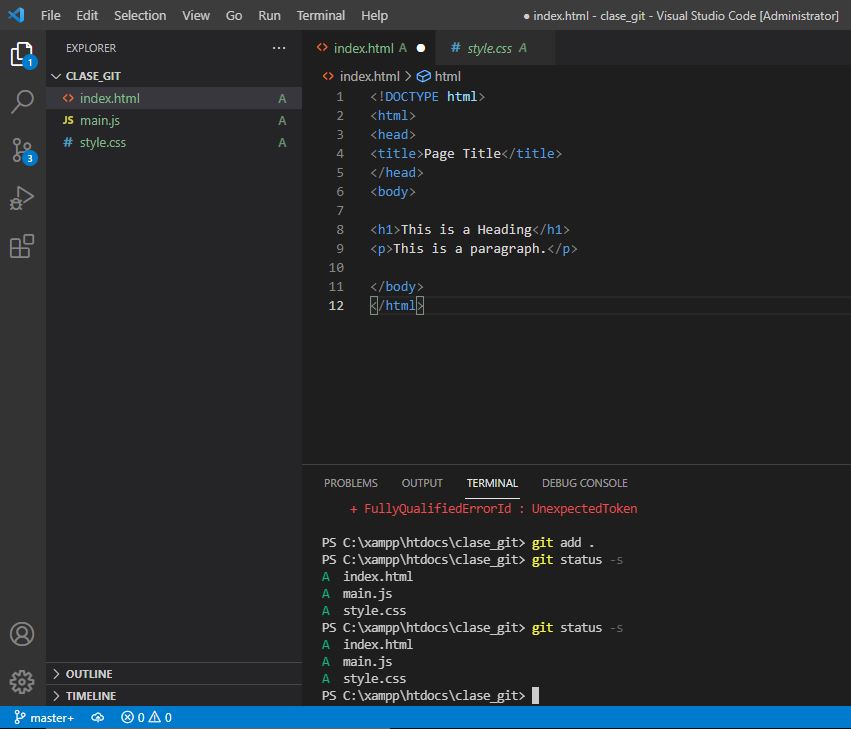 File Edit Selection View Go Run Terminal Help ● index.html - clase_git - Visual Studio Code [Administrator]
EXPLORER ...
index.html A ●
# style.css A
CLASE_GIT
index.html > html
<> index.html A
JS main.js A
# style.css A
1
3
1 <!DOCTYPE html>
2 <html>
3 <head>
4 <title>Page Title</title>
5 </head>
6 <body>
7
8 <h1>This is a Heading</h1>
9 <p>This is a paragraph.</p>
10
11 </body>
12 </html>
PROBLEMS OUTPUT TERMINAL DEBUG CONSOLE
+ FullyQualifiedErrorId : UnexpectedToken
PS C:\xampp\htdocs\clase_git> git add .
PS C:\xampp\htdocs\clase_git> git status -s
A index.html
A main.js
A style.css
PS C:\xampp\htdocs\clase_git> git status -s
A index.html
A main.js
A style.css
PS C:\xampp\htdocs\clase_git>
OUTLINE
TIMELINE
master+ 0 0